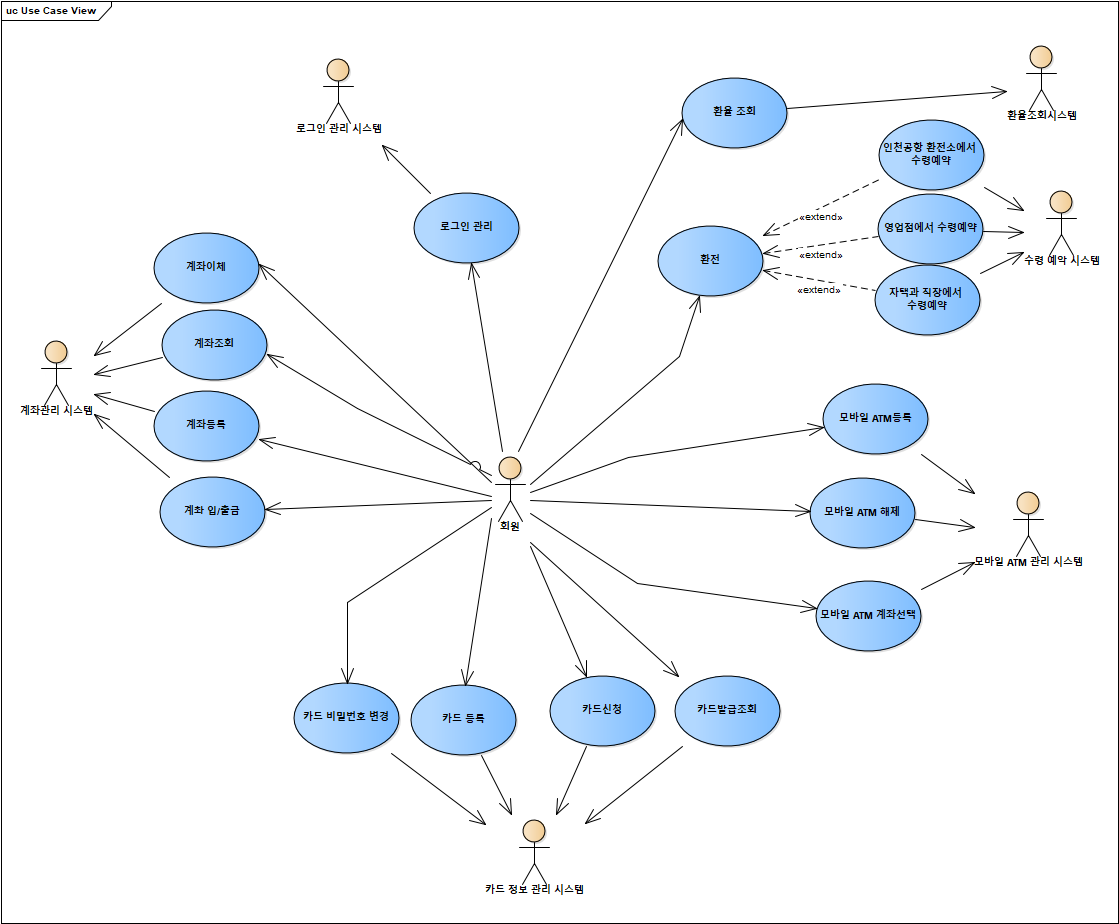 uc Use Case View
로그인 관리 시스템
환율 조회
환율조회시스템
인천공항 환전소에서
수령예약
로그인 관리
«extend»
영업점에서 수령예약
환전
«extend»
수령 예약 시스템
계좌이체
«extend»
자택과 직장에서
수령예약
계좌조회
계좌관리 시스템
계좌등록
모바일 ATM등록
계좌 입/출금
회원
모바일 ATM 해제
모바일 ATM 관리 시스템
모바일 ATM 계좌선택
카드 비밀번호 변경
카드 등록
카드신청
카드발급조회
카드 정보 관리 시스템